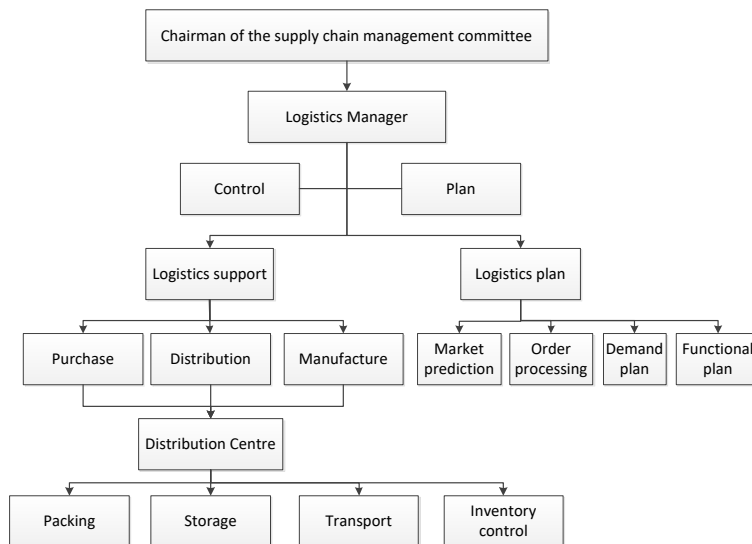 Chairman of the supply chain management committee
Logistics Manager
Control
Plan
Logistics support
Logistics plan
Purchase
Distribution
Manufacture
Market
prediction
Order
processing
Demand
plan
Functional
plan
Distribution Centre
Packing
Storage
Transport
Inventory
control